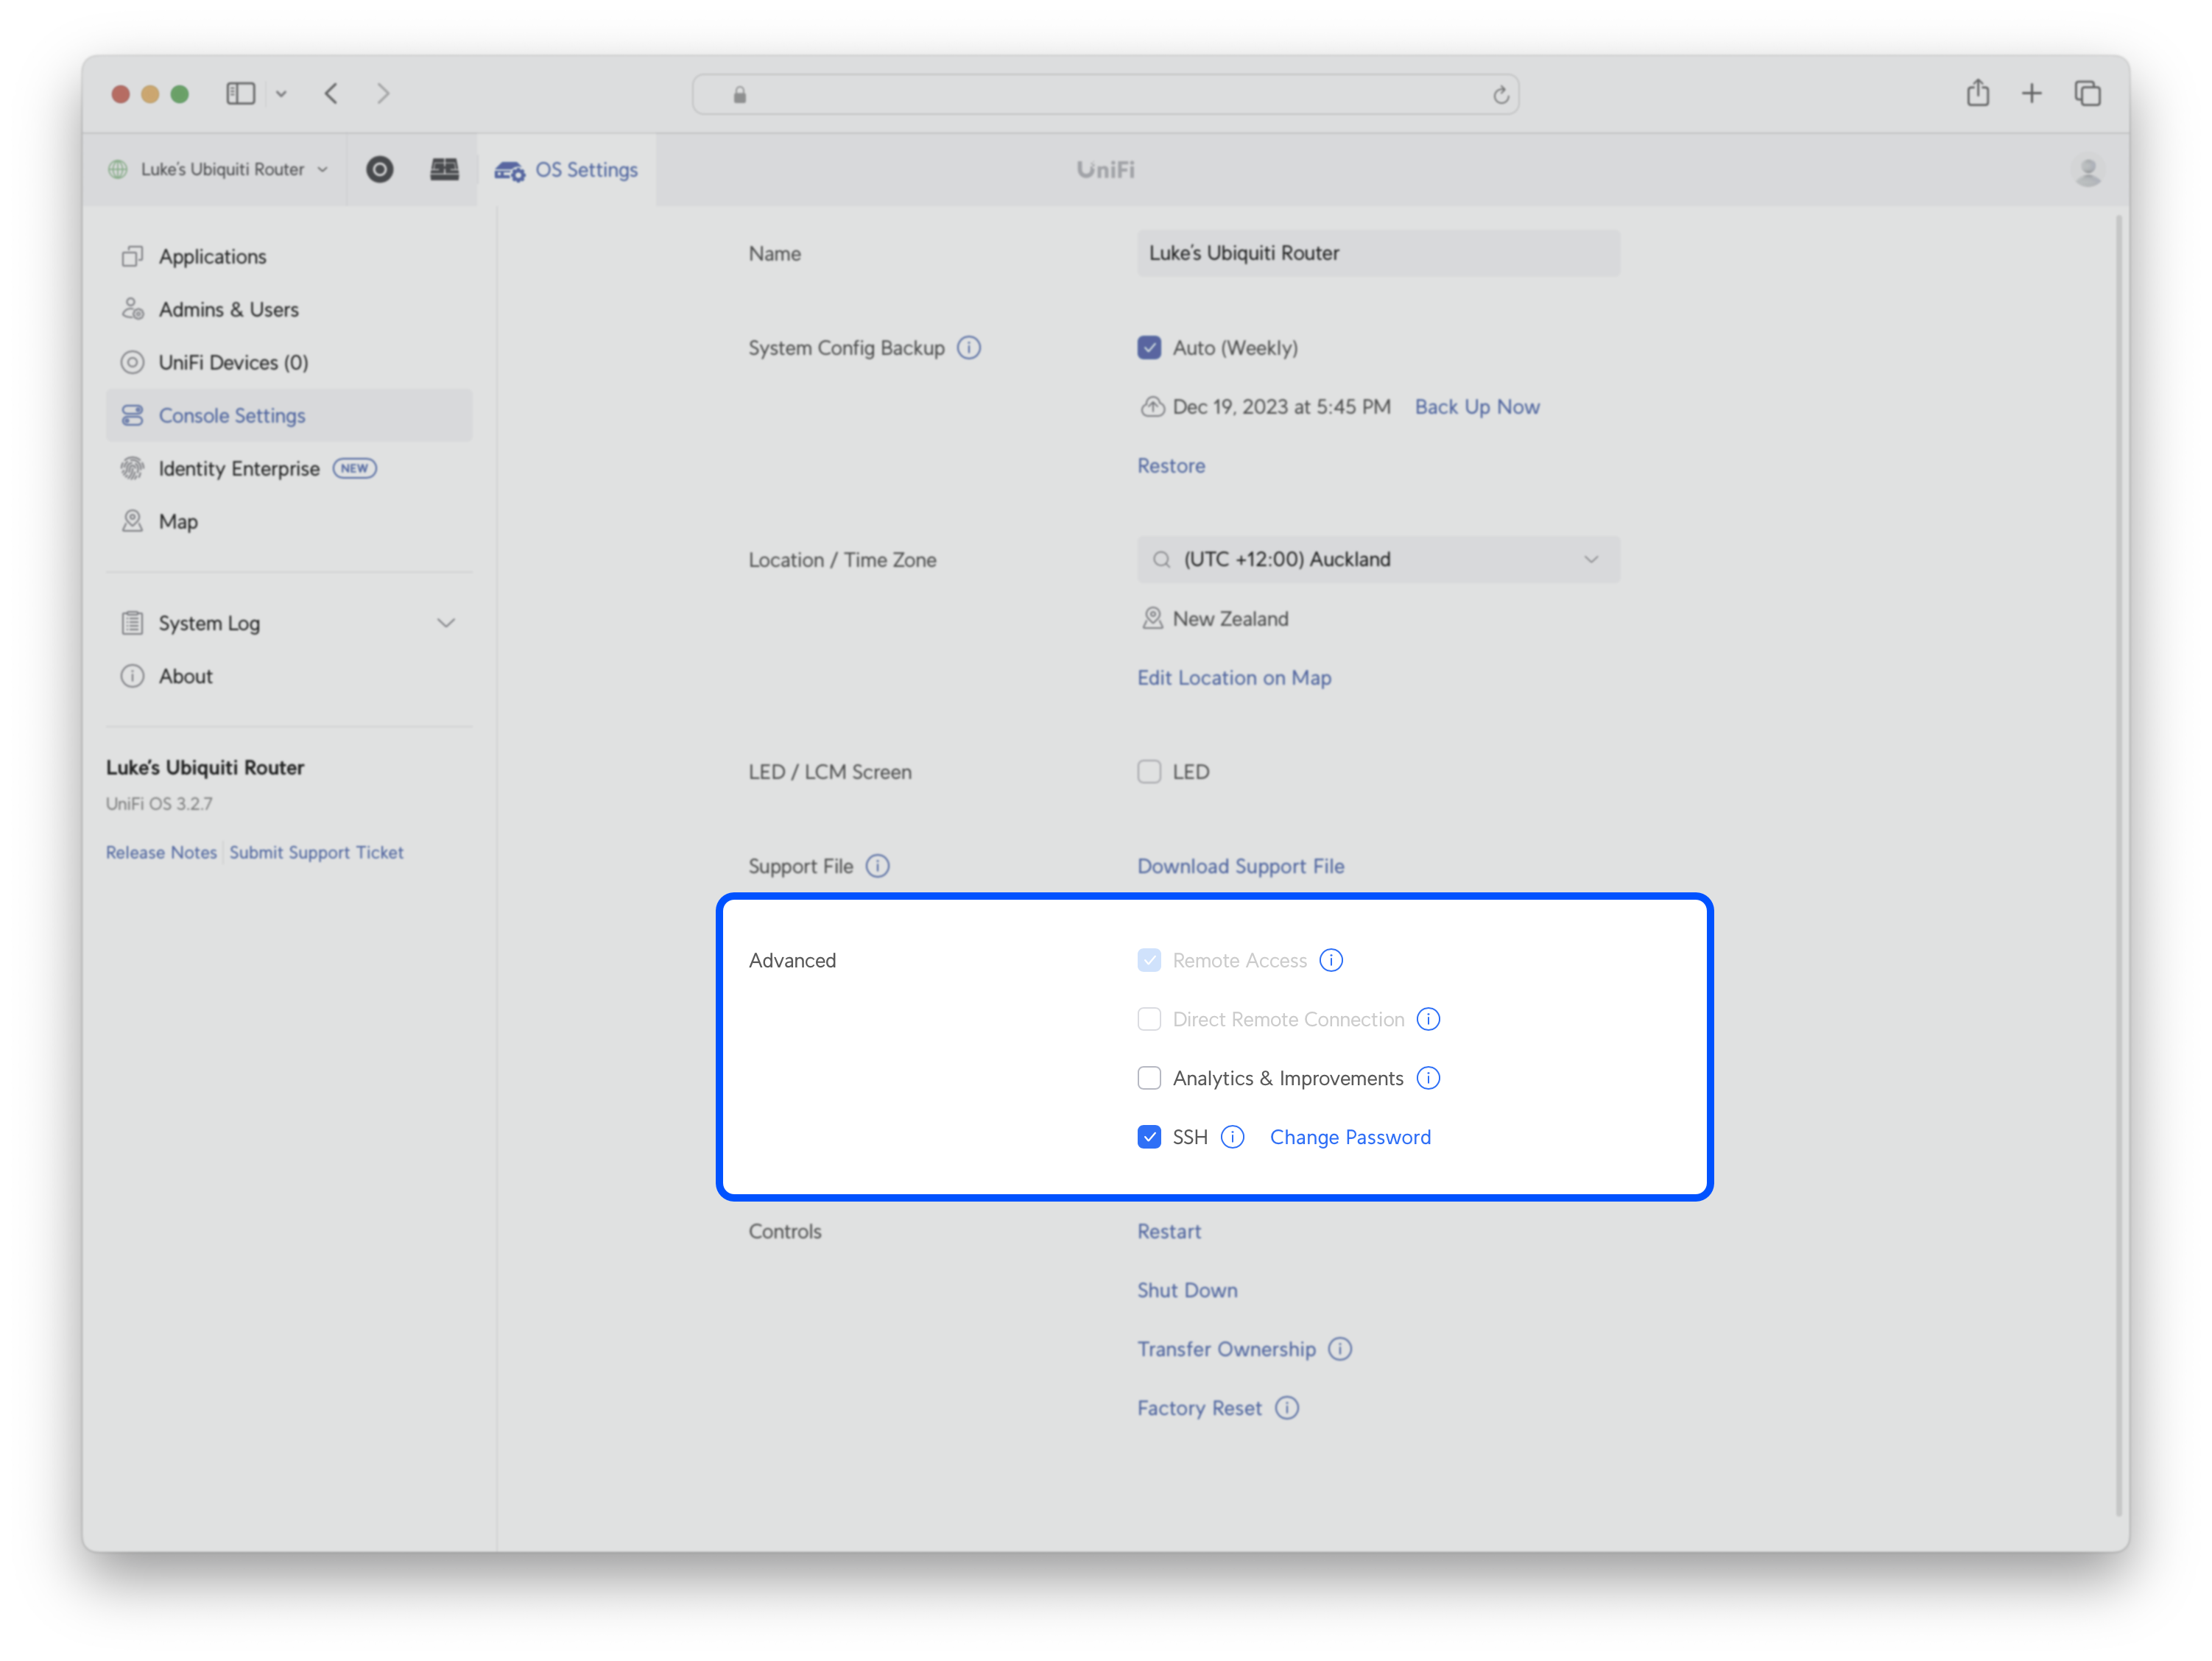 Luke's Ubiquiti Router
OS Settings
UniFi
Applications
Admins & Users
UniFi Devices (0)
Console Settings
Identity Enterprise NEW
Map
System Log
About
Luke's Ubiquiti Router
UniFi OS 3.2.7
Release Notes Submit Support Ticket
Name Luke's Ubiquiti Router
System Config Backup Auto (Weekly)
Dec 19, 2023 at 5:45 PM Back Up Now
Restore
Location / Time Zone (UTC +12:00) Auckland
New Zealand
Edit Location on Map
LED / LCM Screen LED
Support File Download Support File
Advanced Remote Access
Direct Remote Connection
Analytics & Improvements
SSH Change Password
Controls Restart
Shut Down
Transfer Ownership
Factory Reset